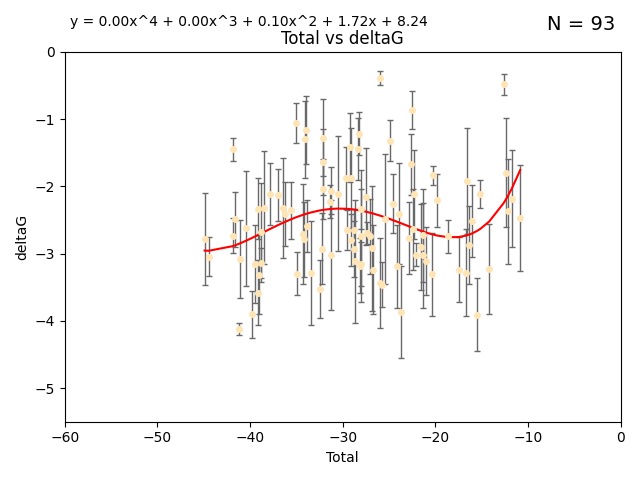 y = 0.00x^4 + 0.00x^3 + 0.10x^2 + 1.72x + 8.24
N = 93
Total vs deltaG
0
−1
−2
−3
−4
−5
deltaG
−60 −50 −40 −30 −20 −10 0
Total